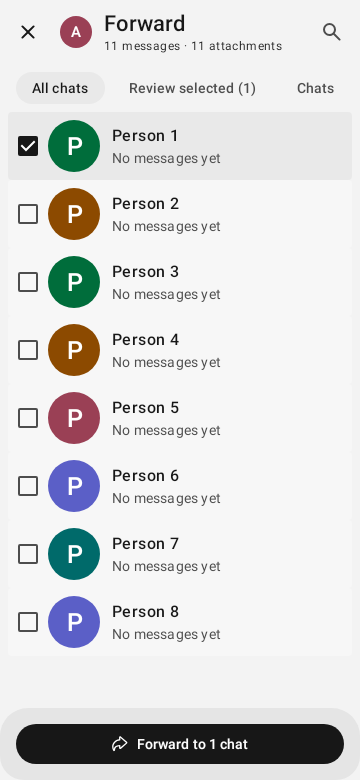 A
Forward
11 messages · 11 attachments
All chats
Review selected (1)
Chats
P
Person 1
No messages yet
P
Person 2
No messages yet
P
Person 3
No messages yet
P
Person 4
No messages yet
P
Person 5
No messages yet
P
Person 6
No messages yet
P
Person 7
No messages yet
P
Person 8
No messages yet
Forward to 1 chat